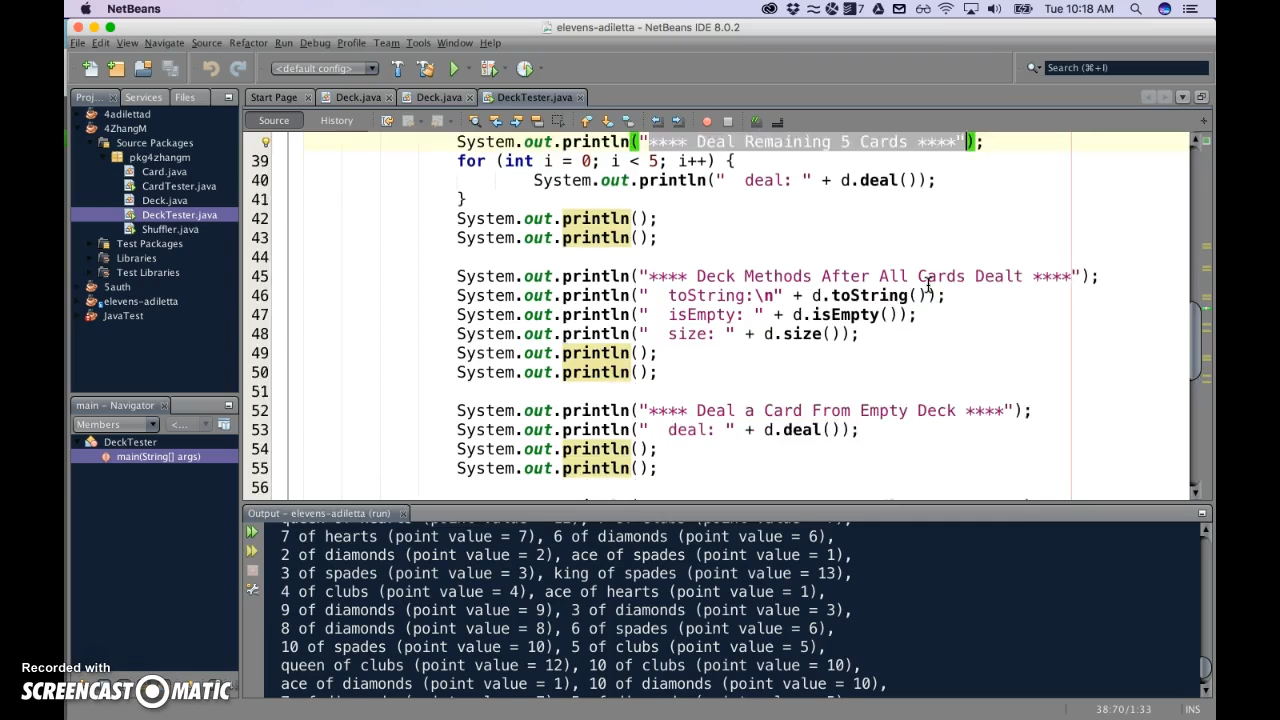 NetBeans
7
Tue 10:18 AM
elevens-adiletta - NetBeans IDE 8.0.2
File Edit View Navigate Source Refactor Run Debug Profile Team Tools Window Help
<default config>
Search (⌘+I)
Proj... Services Files
Start Page Deck.java Deck.java DeckTester.java
Source History
4adilettad
4ZhangM
Source Packages
pkg4zhangm
Card.java
CardTester.java
Deck.java
DeckTester.java
Shuffler.java
Test Packages
Libraries
Test Libraries
Sauth
elevens-adiletta
JavaTest
main - Navigator
Members <...
DeckTester
main(String[] args)
System.out.println("**** Deal Remaining 5 Cards ****");
39 for (int i = 0; i < 5; i++) {
40 System.out.println("  deal: " + d.deal());
41 }
42 System.out.println();
43 System.out.println();
44
45 System.out.println("**** Deck Methods After All Cards Dealt ****");
46 System.out.println("  toString:\n" + d.toString());
47 System.out.println("  isEmpty: " + d.isEmpty());
48 System.out.println("  size: " + d.size());
49 System.out.println();
50 System.out.println();
51
52 System.out.println("**** Deal a Card From Empty Deck ****");
53 System.out.println("  deal: " + d.deal());
54 System.out.println();
55 System.out.println();
56
Output - elevens-adiletta (run)
7 of hearts (point value = 7), 6 of diamonds (point value = 6),
2 of diamonds (point value = 2), ace of spades (point value = 1),
3 of spades (point value = 3), king of spades (point value = 13),
4 of clubs (point value = 4), ace of hearts (point value = 1),
9 of diamonds (point value = 9), 3 of diamonds (point value = 3),
8 of diamonds (point value = 8), 6 of spades (point value = 6),
10 of spades (point value = 10), 5 of clubs (point value = 5),
queen of clubs (point value = 12), 10 of clubs (point value = 10),
ace of diamonds (point value = 1), 10 of diamonds (point value = 10),
Recorded with
SCREENCAST O MATIC
38:70/1:33 INS